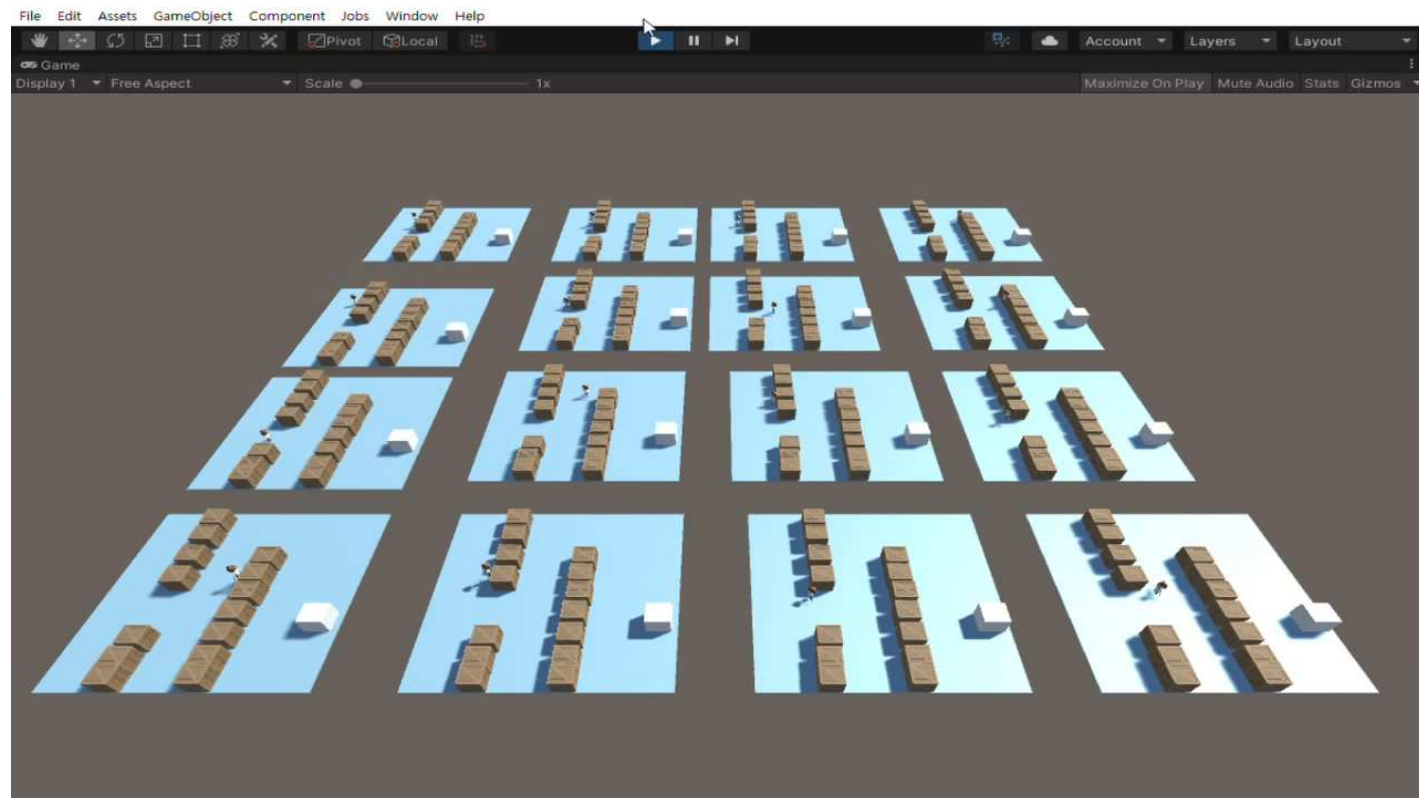 File Edit Assets GameObject Component Jobs Window Help
Pivot Local Account Layers Layout
Game
Display 1 Free Aspect Scale 1x Maximize On Play Mute Audio Stats Gizmos